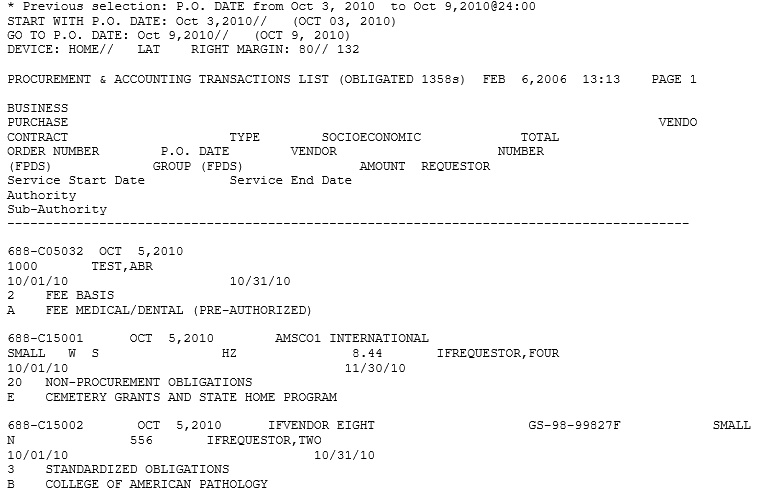 * Previous selection: P.O. DATE from Oct 3, 2010  to Oct 9,2010@24:00
START WITH P.O. DATE: Oct 3,2010//   (OCT 03, 2010)
GO TO P.O. DATE: Oct 9,2010//   (OCT 9, 2010)
DEVICE: HOME//   LAT    RIGHT MARGIN: 80// 132
PROCUREMENT & ACCOUNTING TRANSACTIONS LIST (OBLIGATED 1358s)  FEB  6,2006  13:13    PAGE 1
BUSINESS
PURCHASE                                                                             VENDO
CONTRACT                     TYPE        SOCIOECONOMIC             TOTAL
ORDER NUMBER        P.O. DATE        VENDOR                     NUMBER
(FPDS)             GROUP (FPDS)               AMOUNT  REQUESTOR
Service Start Date           Service End Date
Authority
Sub-Authority
-----------------------------------------------------------------------------------------
688-C05032  OCT  5,2010
1000       TEST,ABR
10/01/10                     10/31/10
2    FEE BASIS
A    FEE MEDICAL/DENTAL (PRE-AUTHORIZED)
688-C15001      OCT  5,2010        AMSCO1 INTERNATIONAL
SMALL   W  S                HZ               8.44       IFREQUESTOR,FOUR
10/01/10                                    11/30/10
20   NON-PROCUREMENT OBLIGATIONS
E    CEMETERY GRANTS AND STATE HOME PROGRAM
688-C15002       OCT  5,2010      IFVENDOR EIGHT                    GS-98-99827F            SMALL
N               556       IFREQUESTOR,TWO
10/01/10                                10/31/10
3    STANDARDIZED OBLIGATIONS
B    COLLEGE OF AMERICAN PATHOLOGY